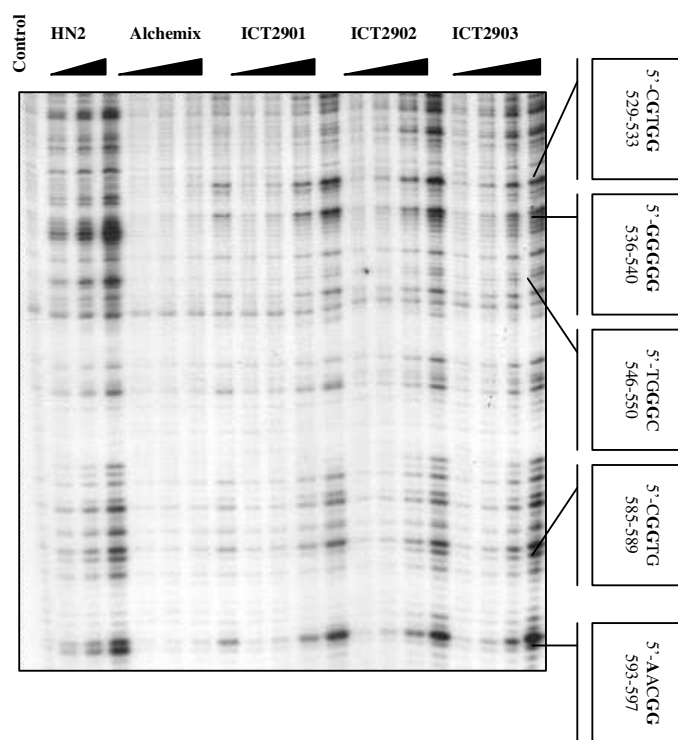 Control
HN2
Alchemix
ICT2901
ICT2902
ICT2903
5'-CGTGG
529-533
5'-GGGGG
536-540
5'-TGGGC
546-550
5'-CGGTG
585-589
5'-AACGG
593-597